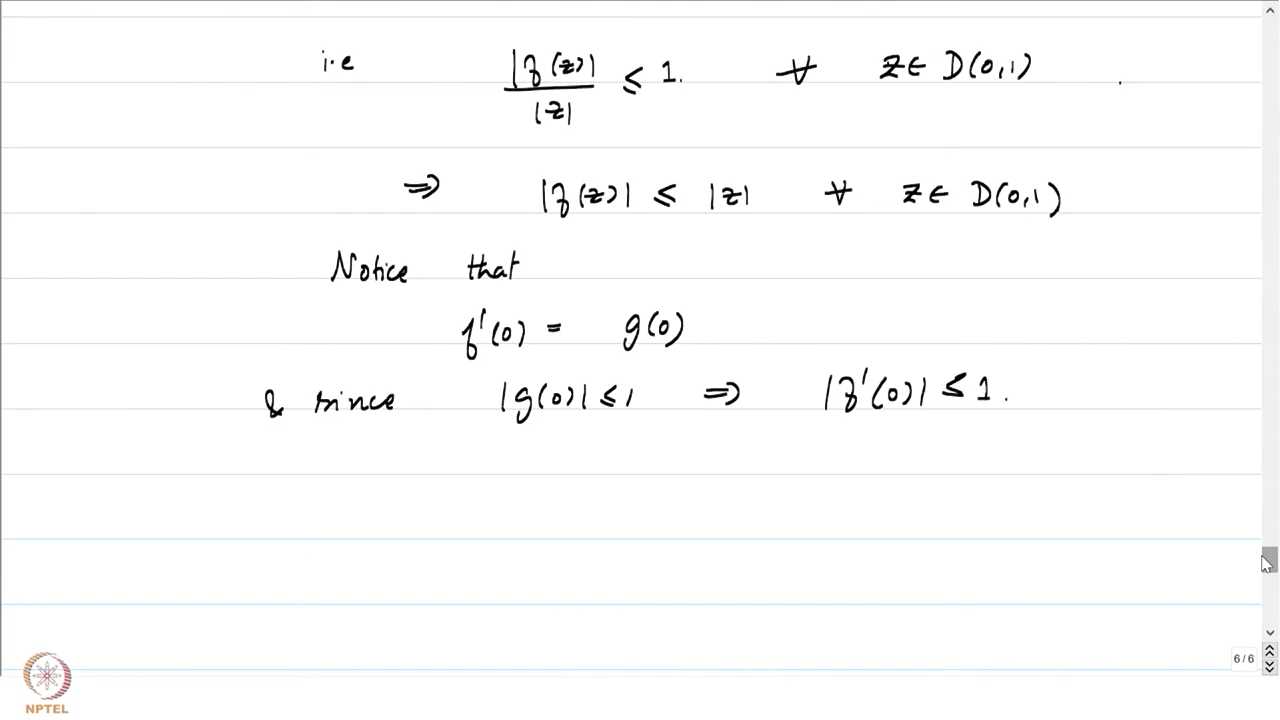 i.e |f(z)|/|z| ≤ 1. ∀ z ∈ D(0,1)
⇒ |f(z)| ≤ |z| ∀ z ∈ D(0,1)
Notice that
f'(0) = g(0)
& since |g(0)| ≤ 1 ⇒ |f'(0)| ≤ 1.
6/6
NPTEL